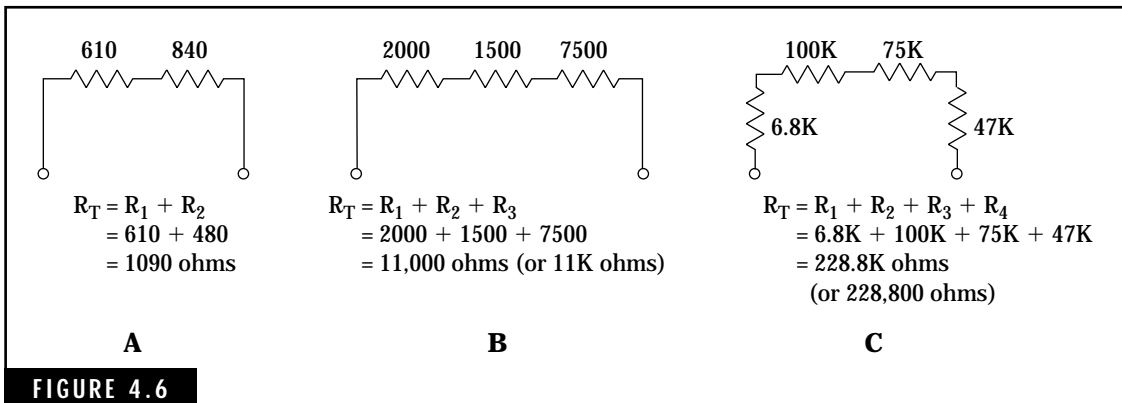 610 840
R_T = R_1 + R_2
= 610 + 480
= 1090 ohms
A
2000 1500 7500
R_T = R_1 + R_2 + R_3
= 2000 + 1500 + 7500
= 11,000 ohms (or 11K ohms)
B
100K 75K
6.8K 47K
R_T = R_1 + R_2 + R_3 + R_4
= 6.8K + 100K + 75K + 47K
= 228.8K ohms
(or 228,800 ohms)
C
FIGURE 4.6